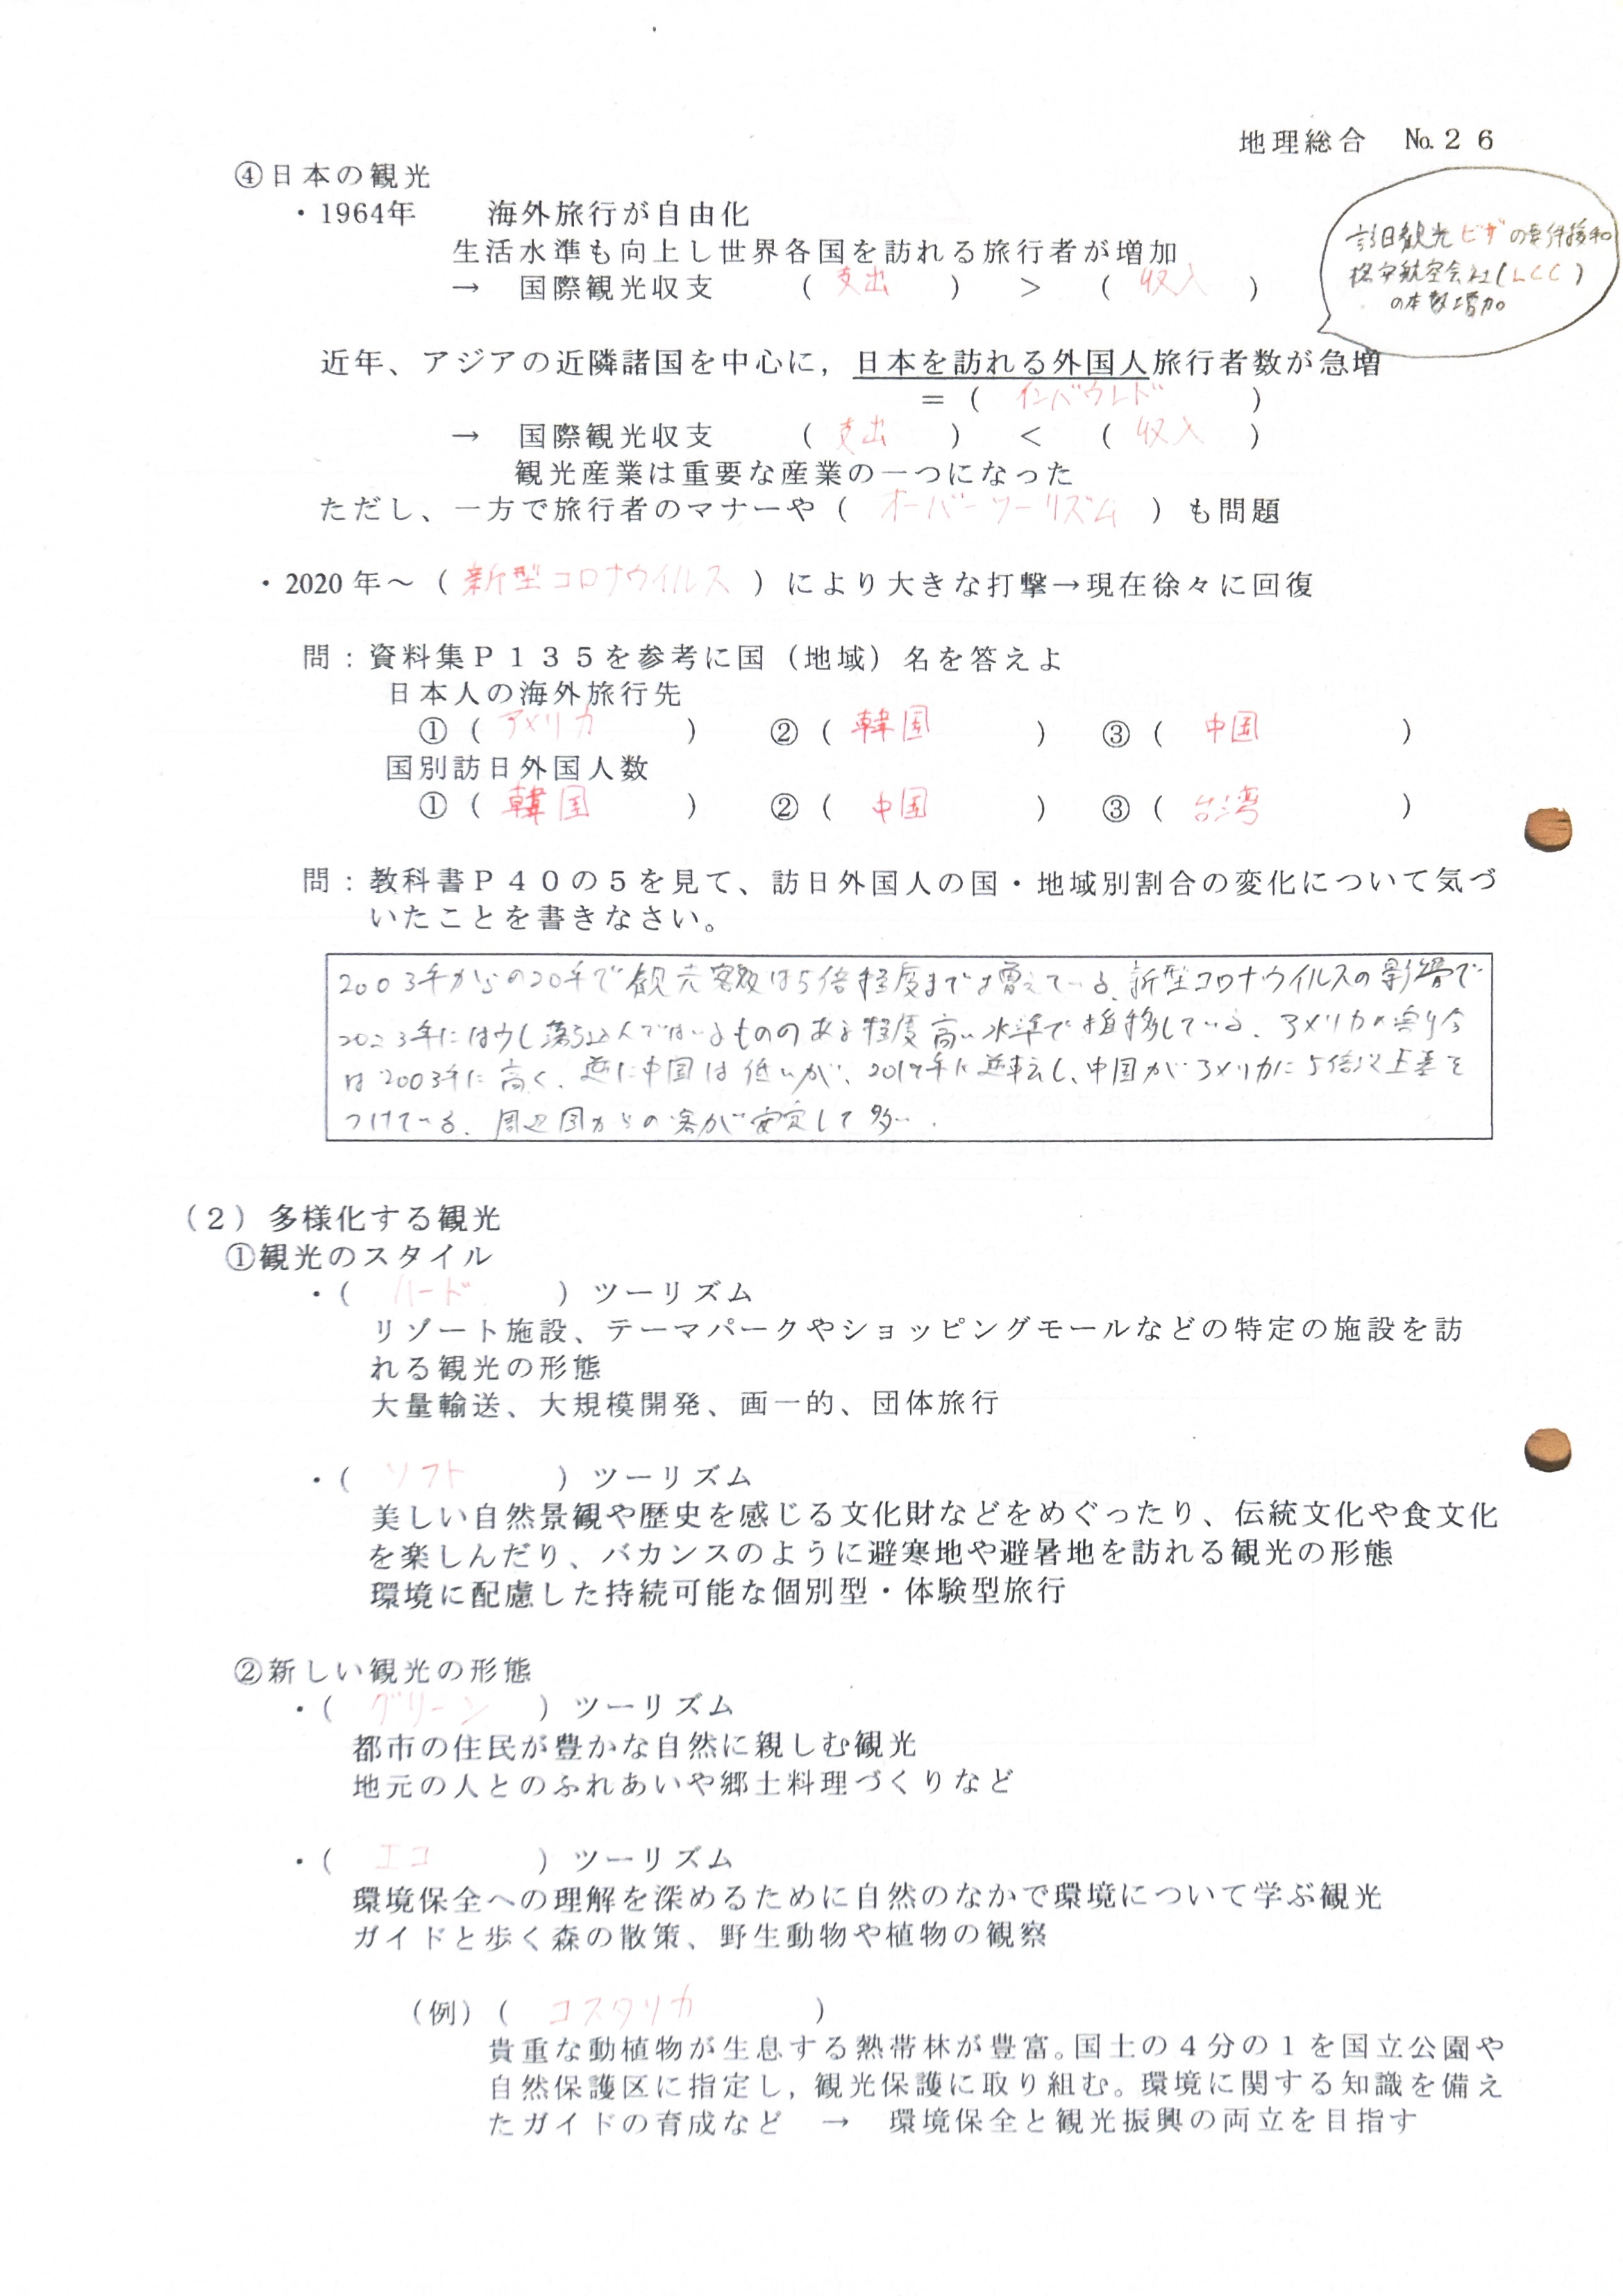 地理総合　№２６
④日本の観光
・1964年　海外旅行が自由化
訪日観光ビザの要件緩和
格安航空会社(LCC)
の本数増加
生活水準も向上し世界各国を訪れる旅行者が増加
→　国際観光収支　（　支出　）　＞　（　収入　）
近年、アジアの近隣諸国を中心に，日本を訪れる外国人旅行者数が急増
＝（　インバウンド　）
→　国際観光収支　（　支出　）　＜　（　収入　）
観光産業は重要な産業の一つになった
ただし、一方で旅行者のマナーや（　オーバーツーリズム　）も問題
・2020年～（　新型コロナウイルス　）により大きな打撃→現在徐々に回復
問：資料集Ｐ１３５を参考に国（地域）名を答えよ
日本人の海外旅行先
①（　アメリカ　）　②（　韓国　）　③（　中国　）
国別訪日外国人数
①（　韓国　）　②（　中国　）　③（　台湾　）
問：教科書Ｐ４０の５を見て、訪日外国人の国・地域別割合の変化について気づ
いたことを書きなさい。
2003年からの20年で観光客数は5倍程度まで増えている。新型コロナウイルスの影響で
2023年には少し落ち込んではいるもののある程度高い水準で推移している。アメリカの割合
は2003年に高く、逆に中国は低いが、2019年に逆転し、中国がアメリカに5倍以上差を
つけている。周辺国からの客が安定して多い。
（２）多様化する観光
①観光のスタイル
・（　ハード　）ツーリズム
リゾート施設、テーマパークやショッピングモールなどの特定の施設を訪
れる観光の形態
大量輸送、大規模開発、画一的、団体旅行
・（　ソフト　）ツーリズム
美しい自然景観や歴史を感じる文化財などをめぐったり、伝統文化や食文化
を楽しんだり、バカンスのように避寒地や避暑地を訪れる観光の形態
環境に配慮した持続可能な個別型・体験型旅行
②新しい観光の形態
・（　グリーン　）ツーリズム
都市の住民が豊かな自然に親しむ観光
地元の人とのふれあいや郷土料理づくりなど
・（　エコ　）ツーリズム
環境保全への理解を深めるために自然のなかで環境について学ぶ観光
ガイドと歩く森の散策、野生動物や植物の観察
（例）（　コスタリカ　）
貴重な動植物が生息する熱帯林が豊富。国土の４分の１を国立公園や
自然保護区に指定し，観光保護に取り組む。環境に関する知識を備え
たガイドの育成など　→　環境保全と観光振興の両立を目指す